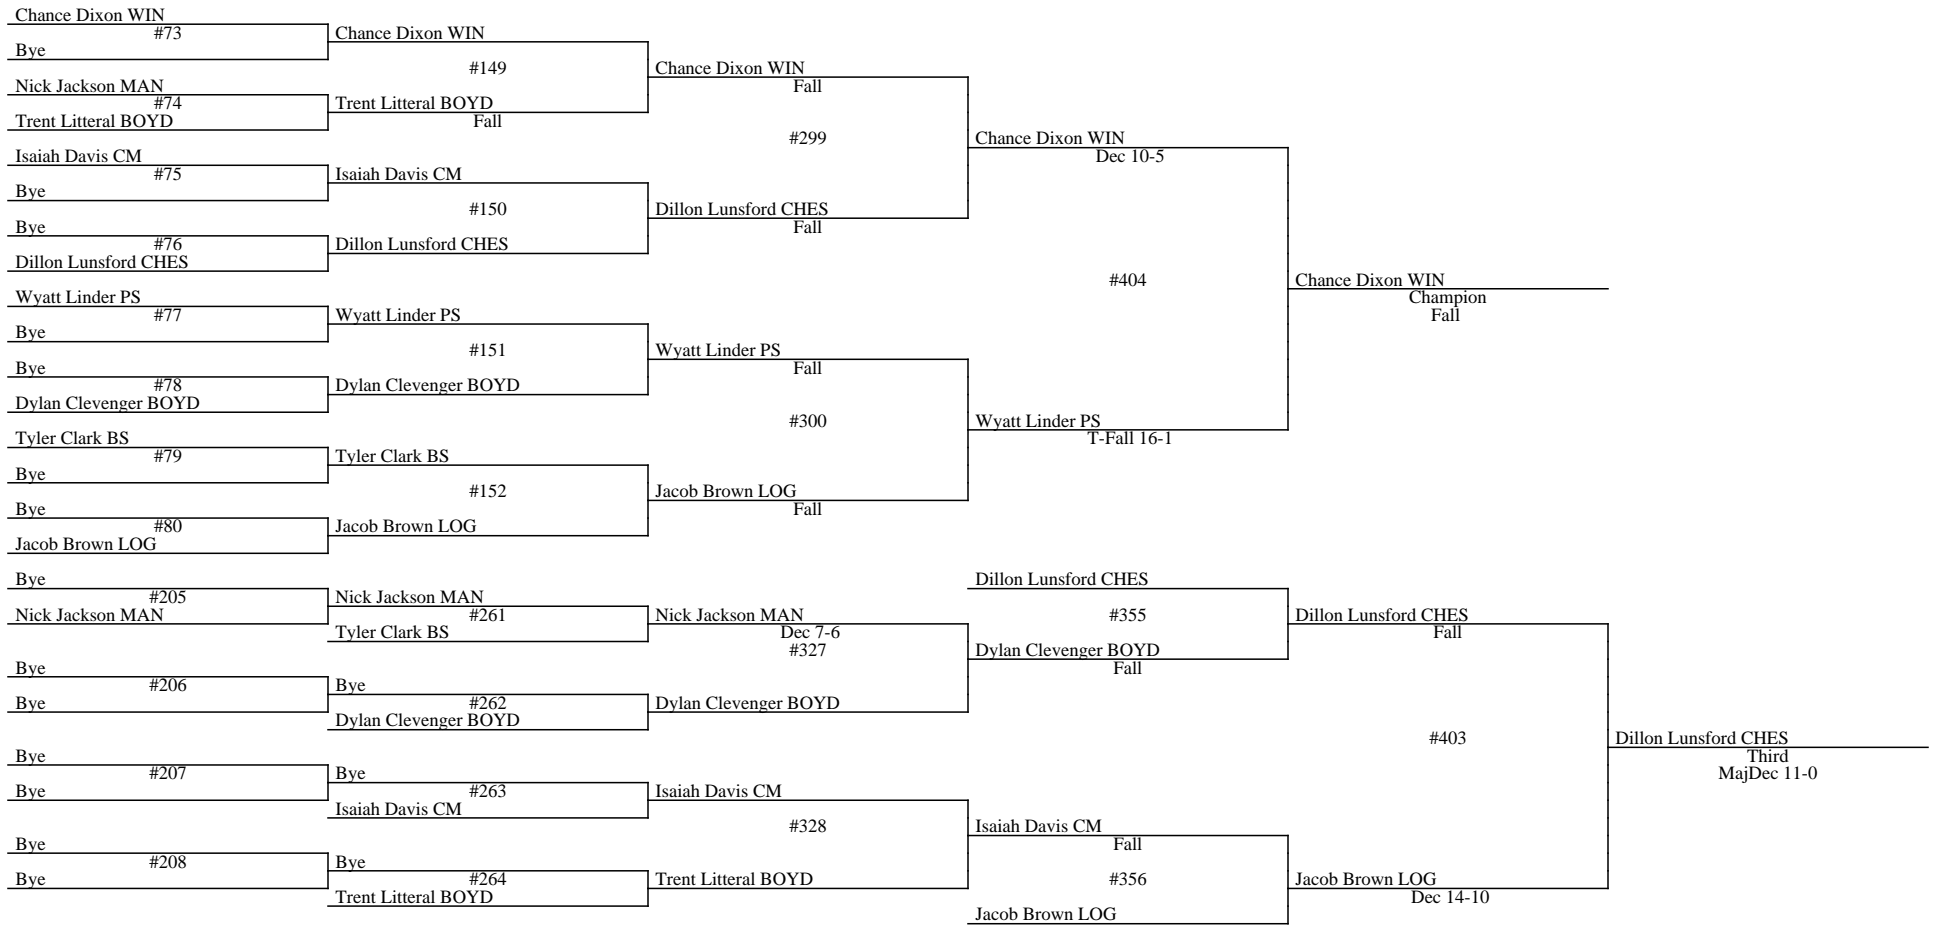 Chance Dixon WIN
#73
Bye
Nick Jackson MAN
#74
Trent Litteral BOYD
Isaiah Davis CM
#75
Bye
Bye
#76
Dillon Lunsford CHES
Wyatt Linder PS
#77
Bye
Bye
#78
Dylan Clevenger BOYD
Tyler Clark BS
#79
Bye
Bye
#80
Jacob Brown LOG
Chance Dixon WIN
#149
Trent Litteral BOYD
Fall
Isaiah Davis CM
#150
Dillon Lunsford CHES
Wyatt Linder PS
#151
Dylan Clevenger BOYD
Tyler Clark BS
#152
Jacob Brown LOG
Chance Dixon WIN
Fall
#299
Dillon Lunsford CHES
Fall
Wyatt Linder PS
Fall
#300
Jacob Brown LOG
Fall
Chance Dixon WIN
Dec 10-5
#404
Wyatt Linder PS
T-Fall 16-1
Chance Dixon WIN
Champion
Fall
Bye
#205
Nick Jackson MAN
Bye
#206
Bye
Bye
#207
Bye
Bye
#208
Bye
Nick Jackson MAN
#261
Tyler Clark BS
Bye
#262
Dylan Clevenger BOYD
Bye
#263
Isaiah Davis CM
Bye
#264
Trent Litteral BOYD
Nick Jackson MAN
Dec 7-6
#327
Dylan Clevenger BOYD
Isaiah Davis CM
#328
Trent Litteral BOYD
Dillon Lunsford CHES
#355
Dylan Clevenger BOYD
Fall
Isaiah Davis CM
Fall
#356
Jacob Brown LOG
Dillon Lunsford CHES
Fall
#403
Jacob Brown LOG
Dec 14-10
Dillon Lunsford CHES
Third
MajDec 11-0